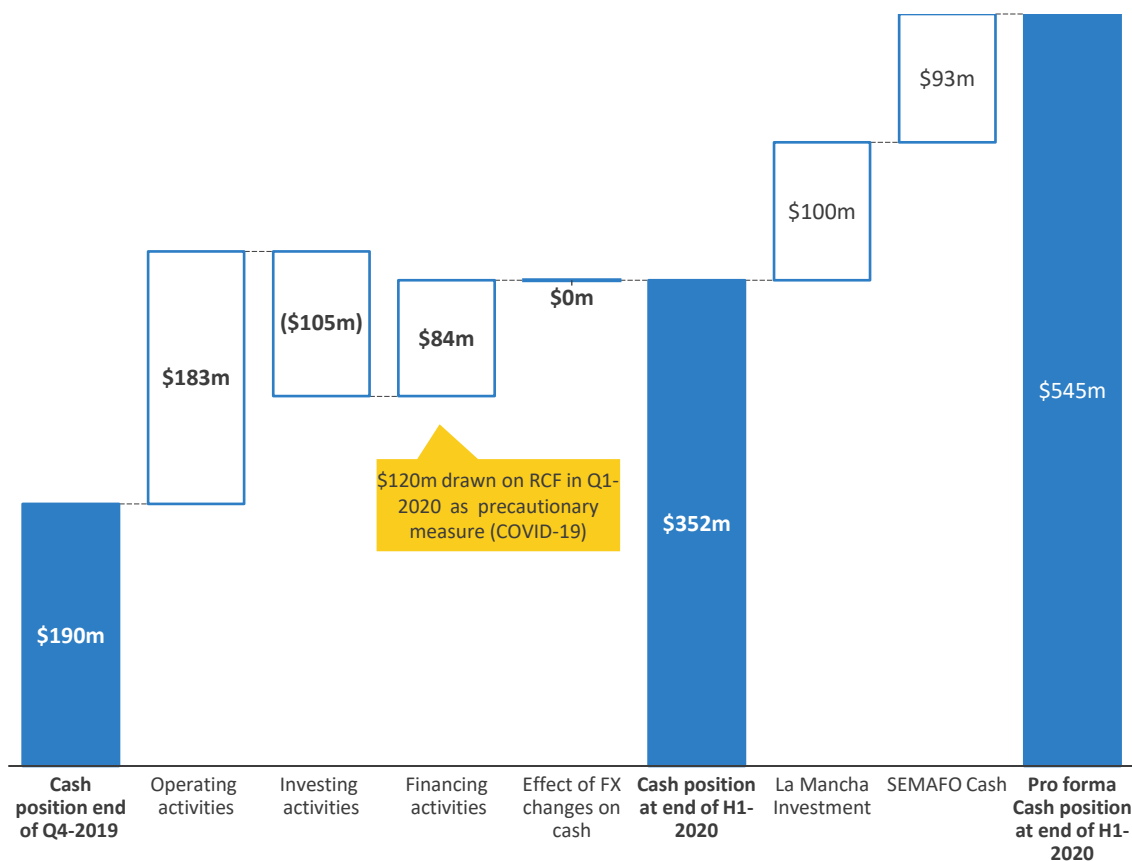 $93m
$100m
($105m)
$84m
$0m
$183m
$545m
$120m drawn on RCF in Q1-
2020 as precautionary
measure (COVID-19)
$352m
$190m
Cash
position end
of Q4-2019
Operating
activities
Investing
activities
Financing
activities
Effect of FX
changes on
cash
Cash position
at end of H1-
2020
La Mancha
Investment
SEMAFO Cash
Pro forma
Cash position
at end of H1-
2020